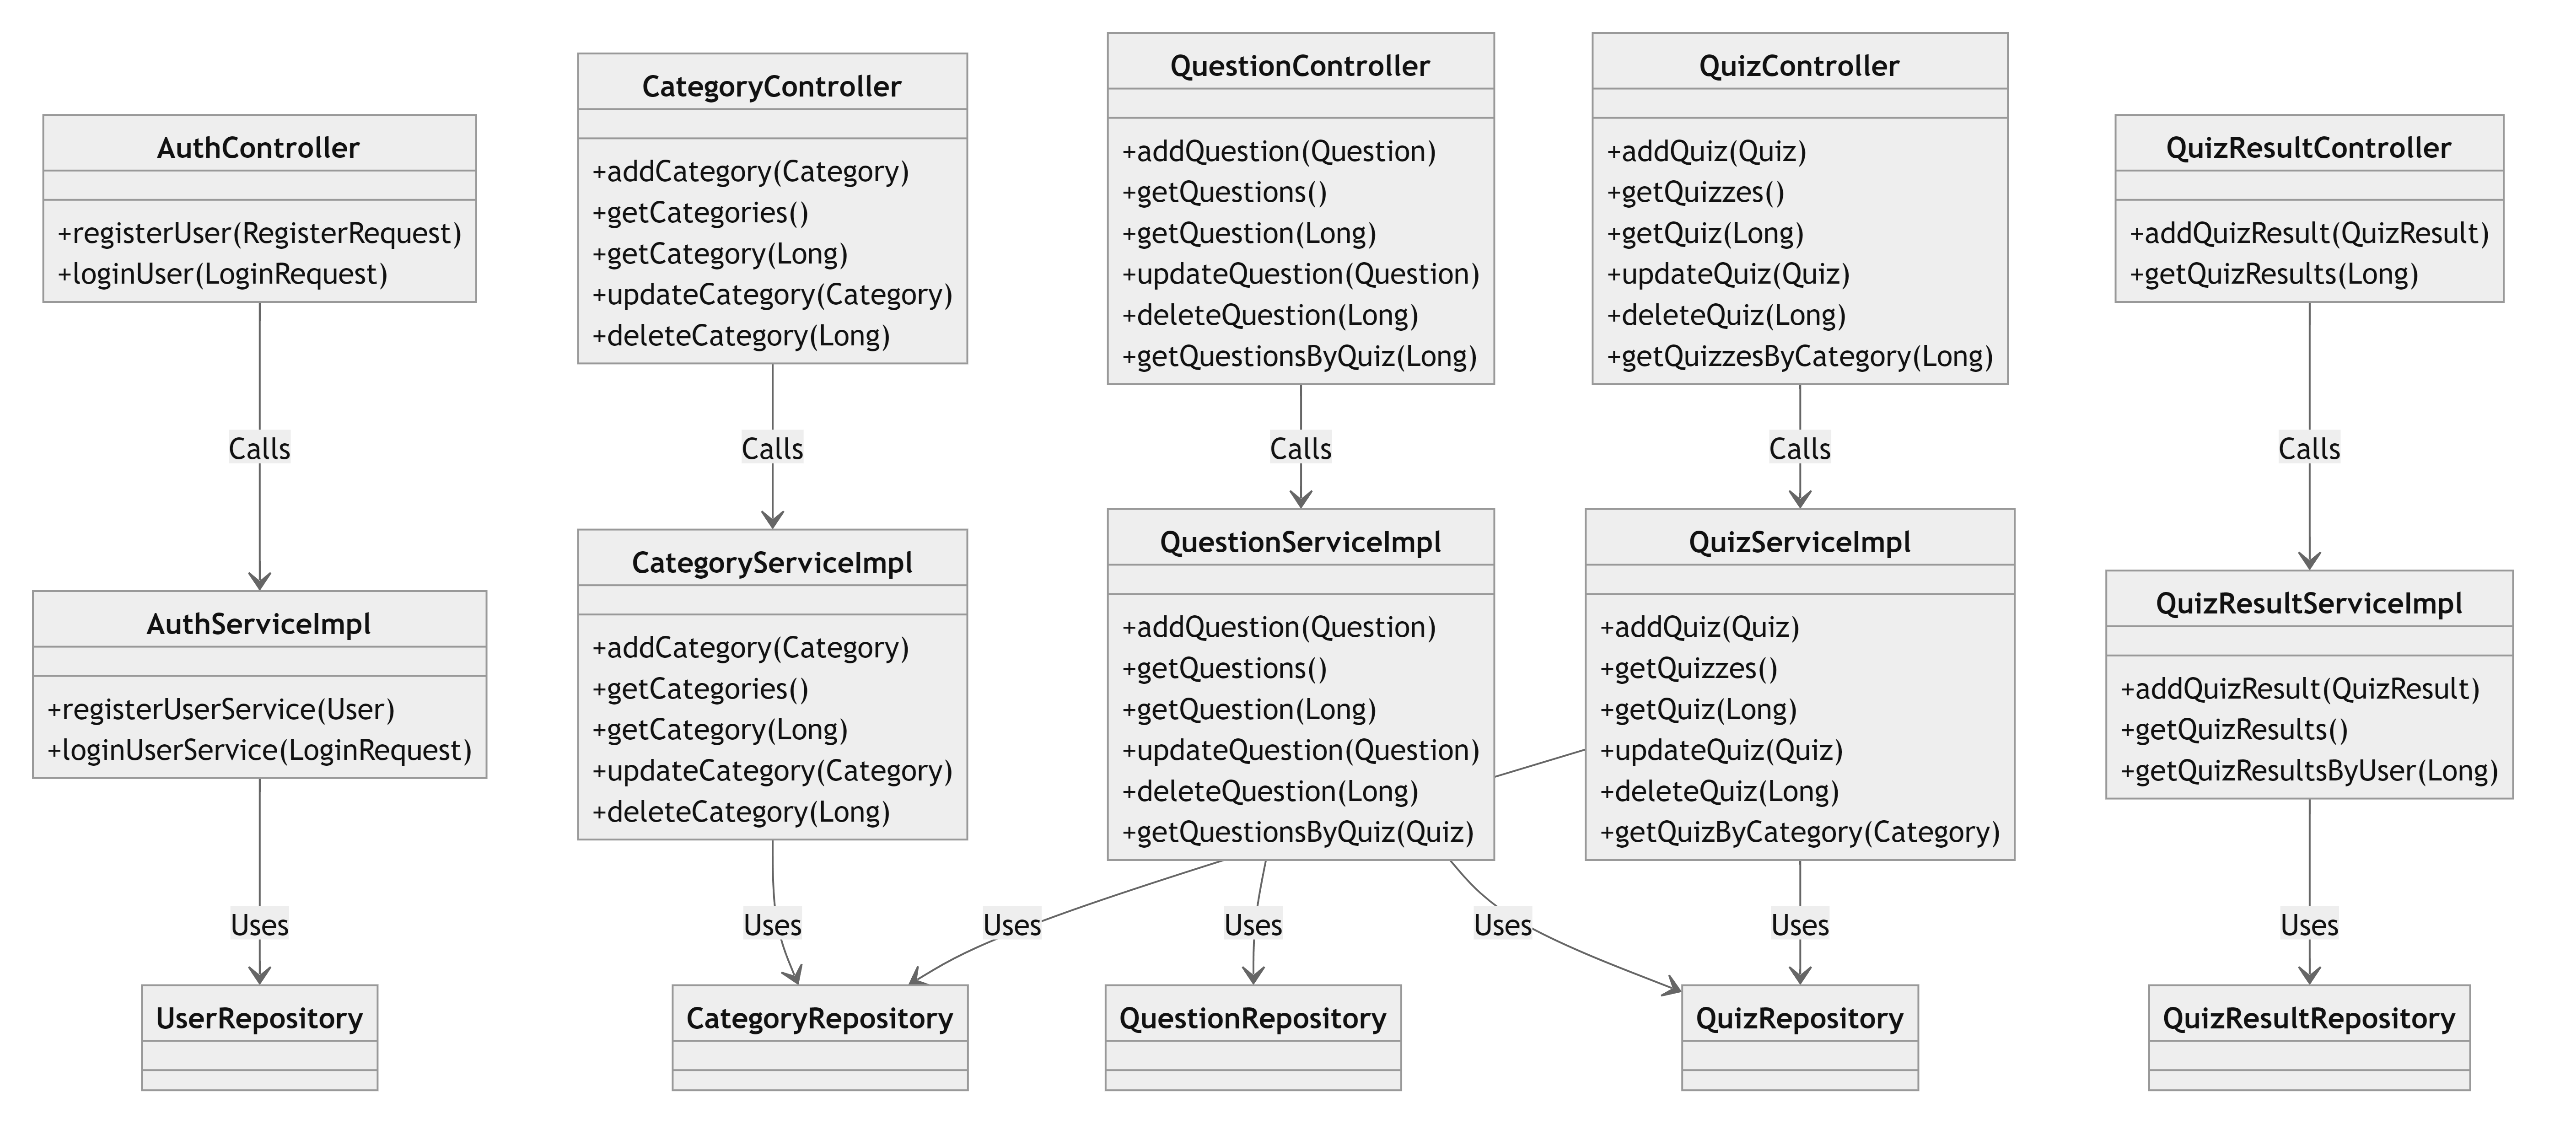 AuthController
+registerUser(RegisterRequest)
+loginUser(LoginRequest)
CategoryController
+addCategory(Category)
+getCategories()
+getCategory(Long)
+updateCategory(Category)
+deleteCategory(Long)
QuestionController
+addQuestion(Question)
+getQuestions()
+getQuestion(Long)
+updateQuestion(Question)
+deleteQuestion(Long)
+getQuestionsByQuiz(Long)
QuizController
+addQuiz(Quiz)
+getQuizzes()
+getQuiz(Long)
+updateQuiz(Quiz)
+deleteQuiz(Long)
+getQuizzesByCategory(Long)
QuizResultController
+addQuizResult(QuizResult)
+getQuizResults(Long)
Calls
Calls
Calls
Calls
Calls
AuthServiceImpl
+registerUserService(User)
+loginUserService(LoginRequest)
CategoryServiceImpl
+addCategory(Category)
+getCategories()
+getCategory(Long)
+updateCategory(Category)
+deleteCategory(Long)
QuestionServiceImpl
+addQuestion(Question)
+getQuestions()
+getQuestion(Long)
+updateQuestion(Question)
+deleteQuestion(Long)
+getQuestionsByQuiz(Quiz)
QuizServiceImpl
+addQuiz(Quiz)
+getQuizzes()
+getQuiz(Long)
+updateQuiz(Quiz)
+deleteQuiz(Long)
+getQuizByCategory(Category)
QuizResultServiceImpl
+addQuizResult(QuizResult)
+getQuizResults()
+getQuizResultsByUser(Long)
Uses
Uses
Uses
Uses
Uses
Uses
Uses
UserRepository
CategoryRepository
QuestionRepository
QuizRepository
QuizResultRepository